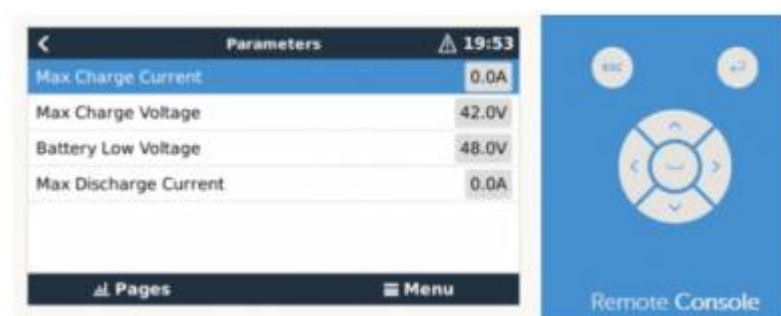 Parameters 19:53
Max Charge Current 0.0A
Max Charge Voltage 42.0V
Battery Low Voltage 48.0V
Max Discharge Current 0.0A
Pages Menu
esc
Remote Console